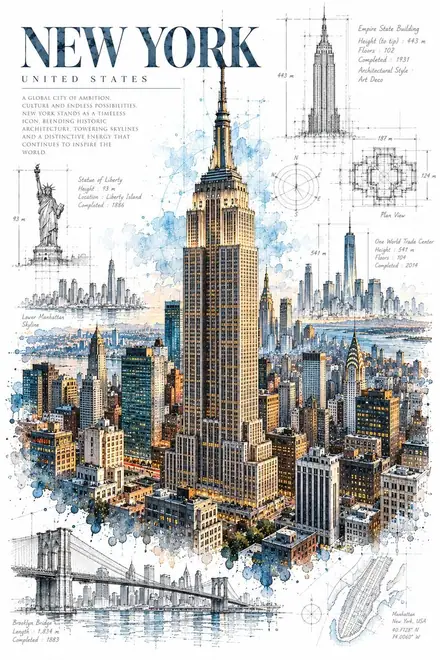 NEW YORK
UNITED STATES
A GLOBAL CITY OF AMBITION,
CULTURE AND ENDLESS POSSIBILITIES.
NEW YORK STANDS AS A TIMELESS
ICON, BLENDING HISTORIC
ARCHITECTURE, TOWERING SKYLINES
AND A DISTINCTIVE ENERGY THAT
CONTINUES TO INSPIRE THE
WORLD
Empire State Building
Height (to tip) : 443 m
Floors : 102
Completed : 1931
Architectural Style :
Art Deco
443 m
187 m
124 m
Plan View
Statue of Liberty
Height : 93 m
Location : Liberty Island
Completed : 1886
93 m
Lower Manhattan
Skyline
One World Trade Center
Height : 541 m
Floors : 104
Completed : 2014
541 m
Brooklyn Bridge
Length : 1,834 m
Completed : 1883
Manhattan
New York, USA
40.7128° N
74.0060° W